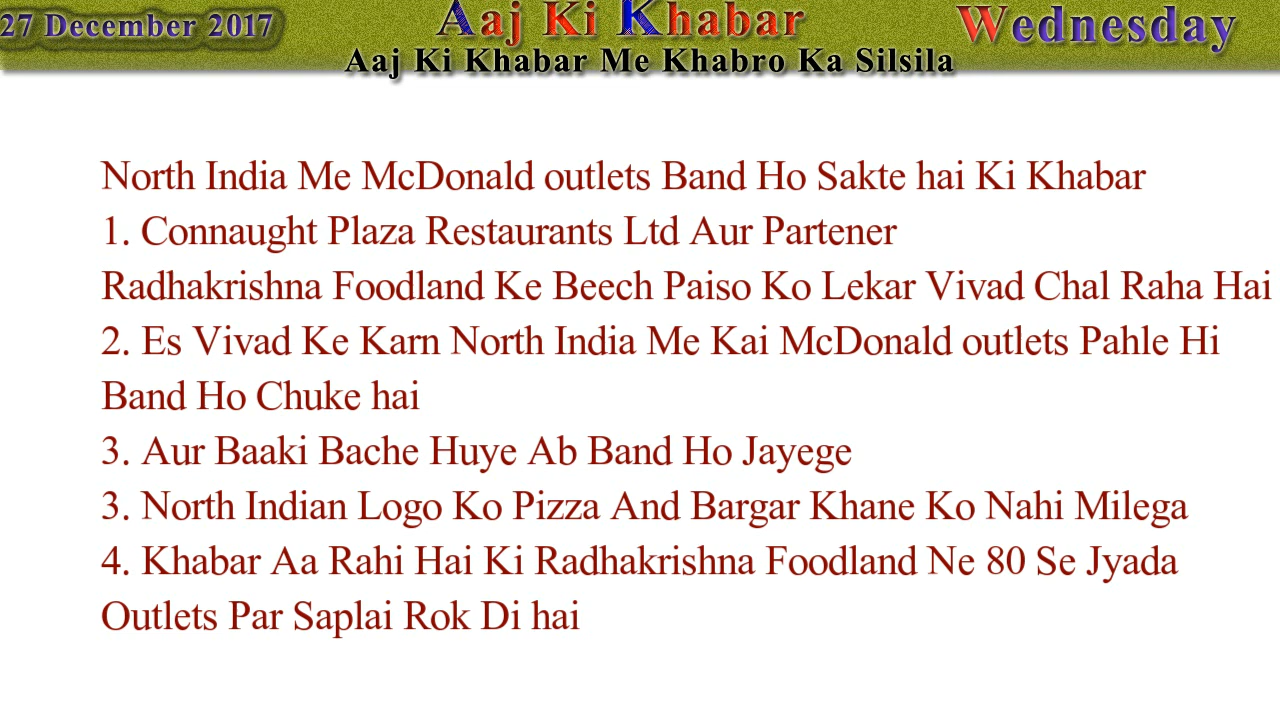 27 December 2017
Aaj Ki Khabar
Wednesday
Aaj Ki Khabar Me Khabro Ka Silsila
North India Me McDonald outlets Band Ho Sakte hai Ki Khabar
1. Connaught Plaza Restaurants Ltd Aur Partener
Radhakrishna Foodland Ke Beech Paiso Ko Lekar Vivad Chal Raha Hai
2. Es Vivad Ke Karn North India Me Kai McDonald outlets Pahle Hi
Band Ho Chuke hai
3. Aur Baaki Bache Huye Ab Band Ho Jayege
3. North Indian Logo Ko Pizza And Bargar Khane Ko Nahi Milega
4. Khabar Aa Rahi Hai Ki Radhakrishna Foodland Ne 80 Se Jyada
Outlets Par Saplai Rok Di hai